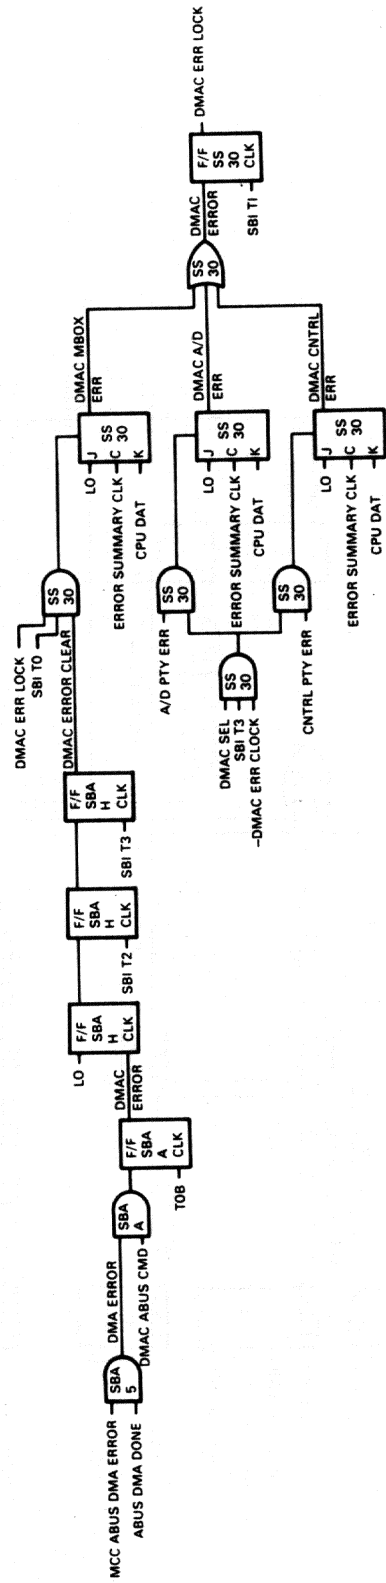 MCC ABUS DMA ERROR
ABUS DMA DONE
SBA
5
DMA ERROR
DMAC ABUS CMD
SBA
A
TOB
F/F
SBA
A
CLK
DMAC
ERROR
LO
F/F
SBA
H
CLK
SBI T2
F/F
SBA
H
CLK
SBI T3
F/F
SBA
H
CLK
DMAC ERR LOCK
SBI T0
DMAC ERROR CLEAR
SS
30
LO
ERROR SUMMARY CLK
CPU DAT
J
C
K
SS
30
DMAC MBOX
ERR
DMAC SEL
SBI T3
-DMAC ERR CLOCK
SS
30
A/D PTY ERR
SS
30
LO
ERROR SUMMARY CLK
CPU DAT
J
C
K
SS
30
DMAC A/D
ERR
CNTRL PTY ERR
SS
30
LO
ERROR SUMMARY CLK
CPU DAT
J
C
K
SS
30
DMAC CNTRL
ERR
SS
30
DMAC
ERROR
SBI T1
F/F
SS
30
CLK
DMAC ERR LOCK